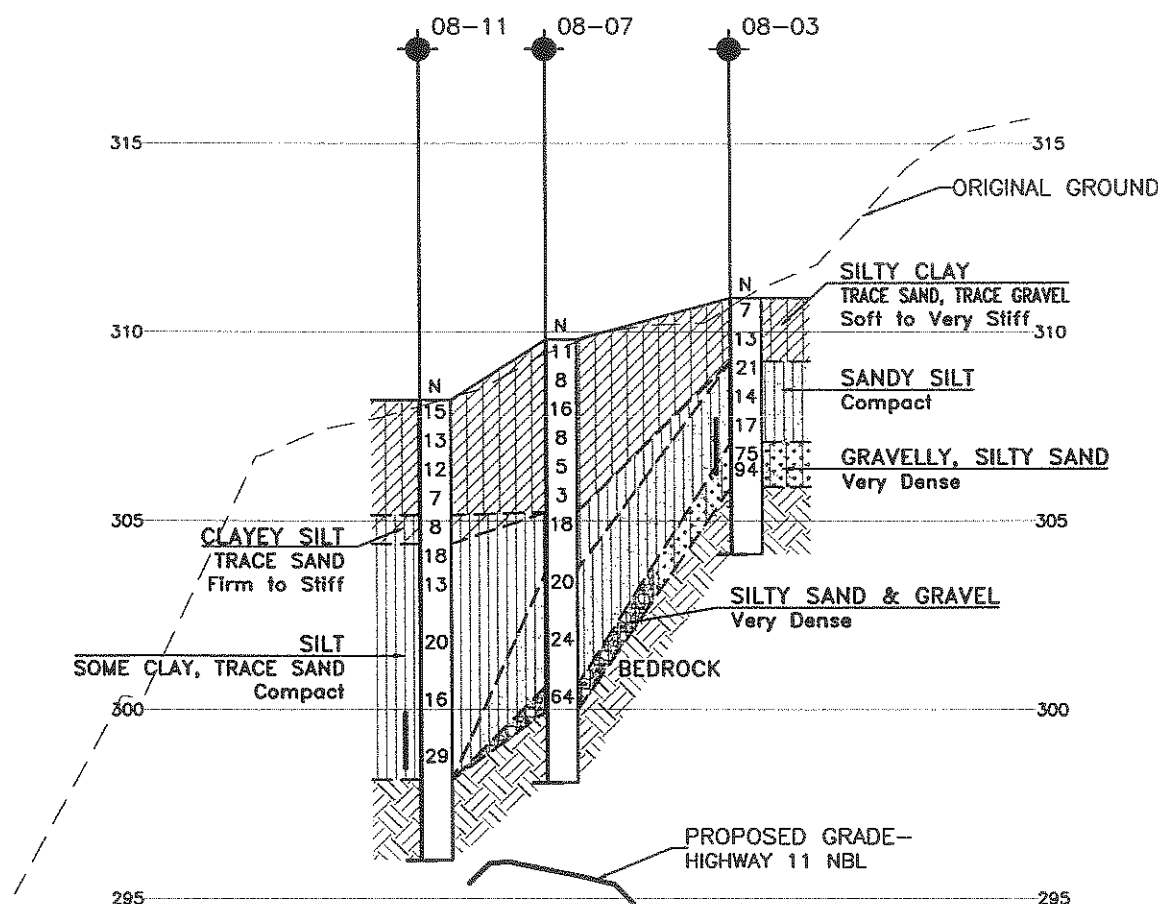 08-11
08-07
08-03
315
315
ORIGINAL GROUND
SILTY CLAY
TRACE SAND, TRACE GRAVEL
Soft to Very Stiff
310
310
SANDY SILT
Compact
GRAVELLY, SILTY SAND
Very Dense
305
305
CLAYEY SILT
TRACE SAND
Firm to Stiff
SILTY SAND & GRAVEL
Very Dense
SILT
SOME CLAY, TRACE SAND
Compact
BEDROCK
300
300
PROPOSED GRADE-
HIGHWAY 11 NBL
295
295
N
15
13
12
7
8
18
13
20
16
29
N
11
8
16
8
5
3
18
20
24
64
N
7
13
21
14
17
75
94